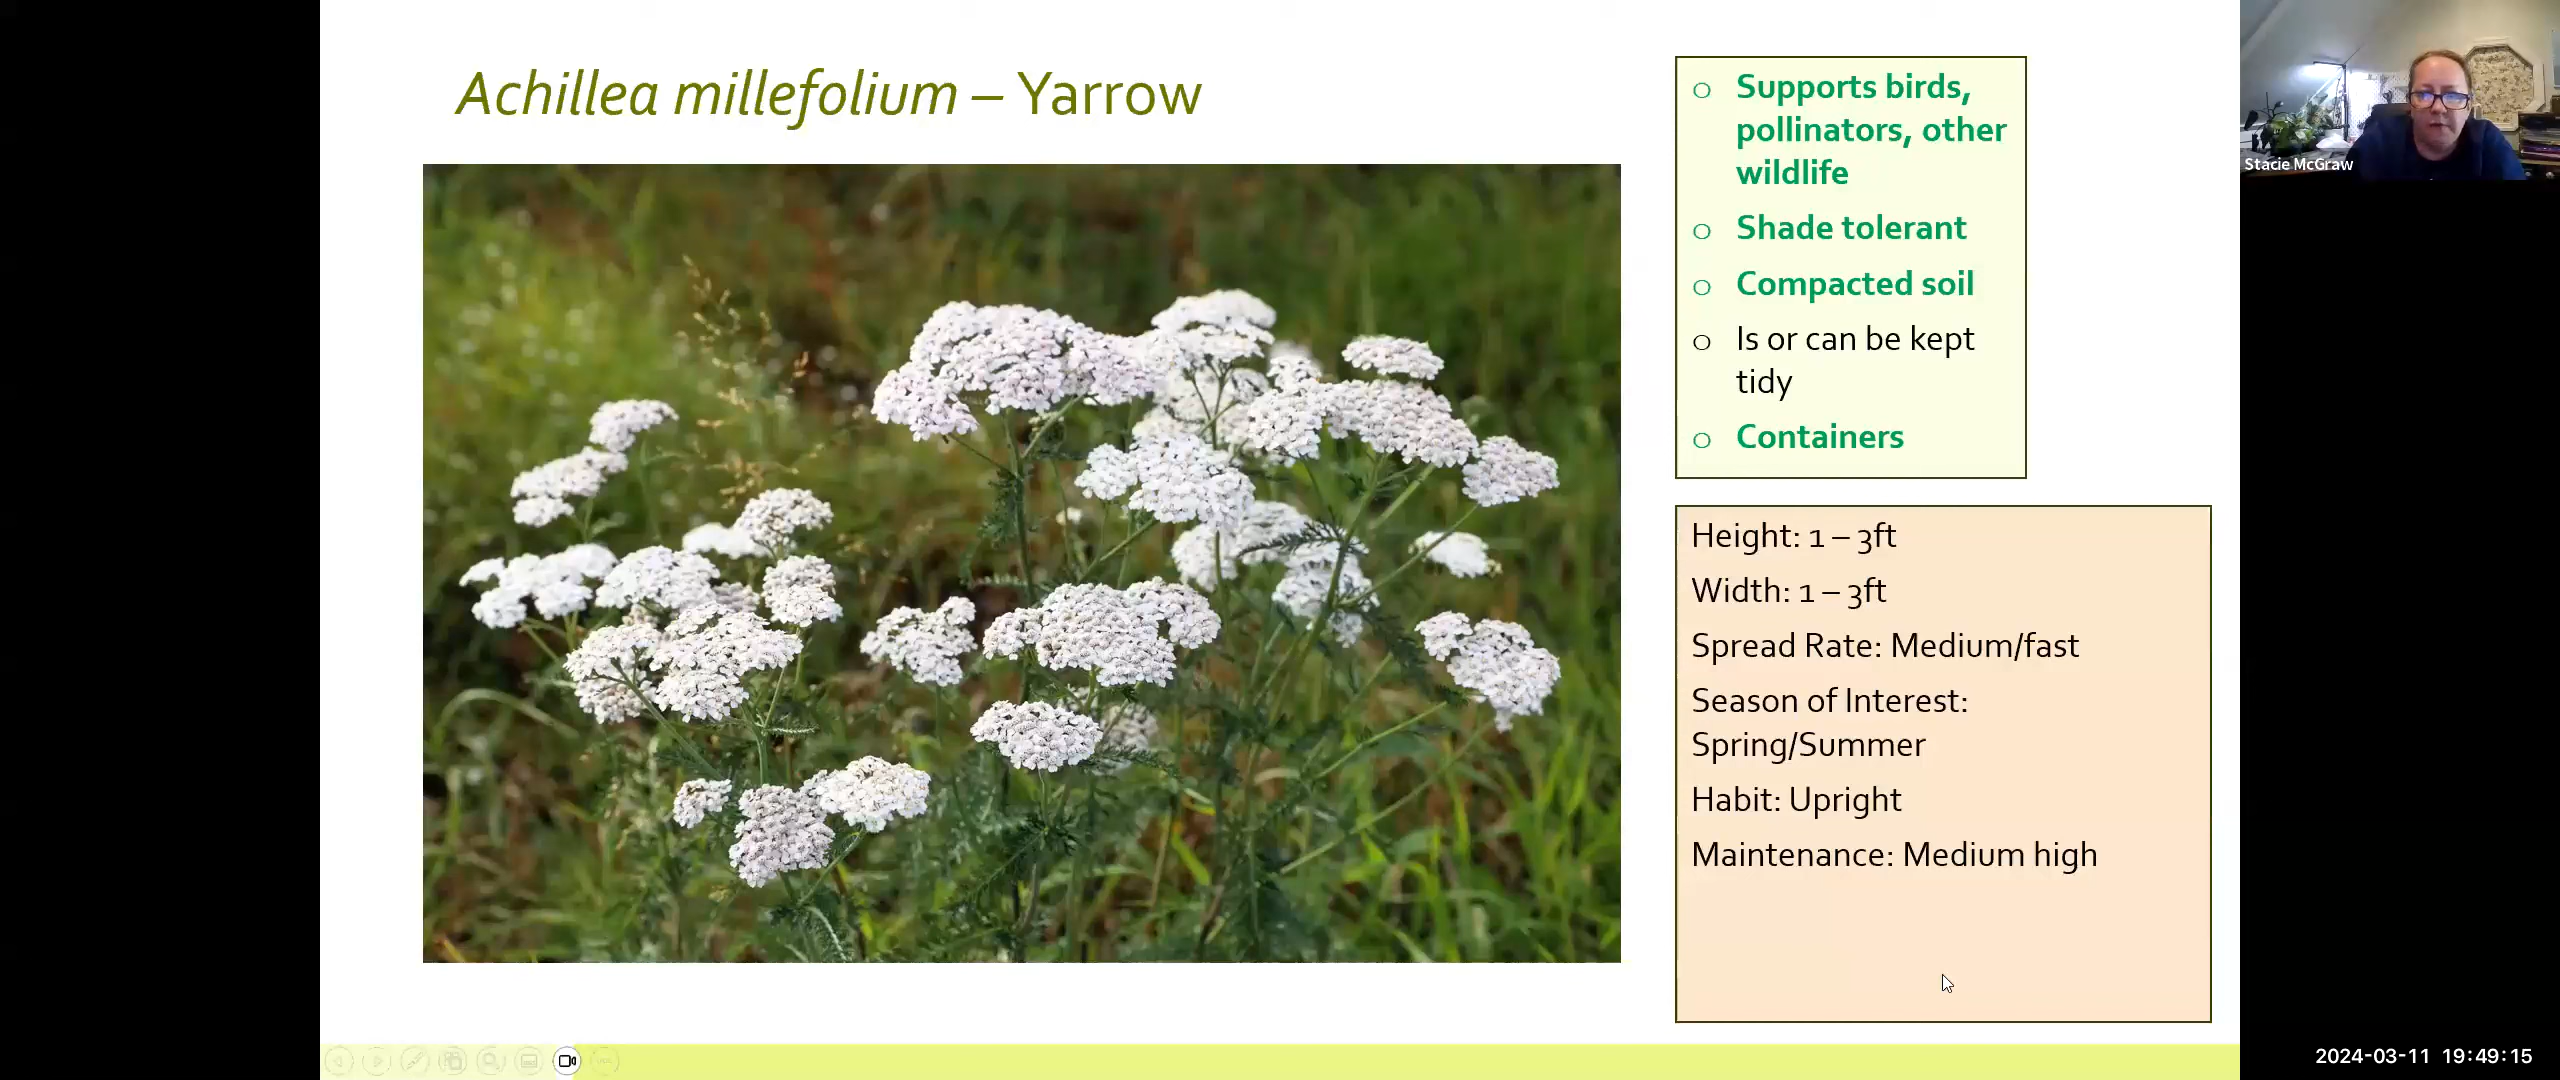 Achillea millefolium – Yarrow
Supports birds,
pollinators, other
wildlife
Shade tolerant
Compacted soil
Is or can be kept
tidy
Containers
Height: 1 – 3ft
Width: 1 – 3ft
Spread Rate: Medium/fast
Season of Interest:
Spring/Summer
Habit: Upright
Maintenance: Medium high
Stacie McGraw
2024-03-11 19:49:15